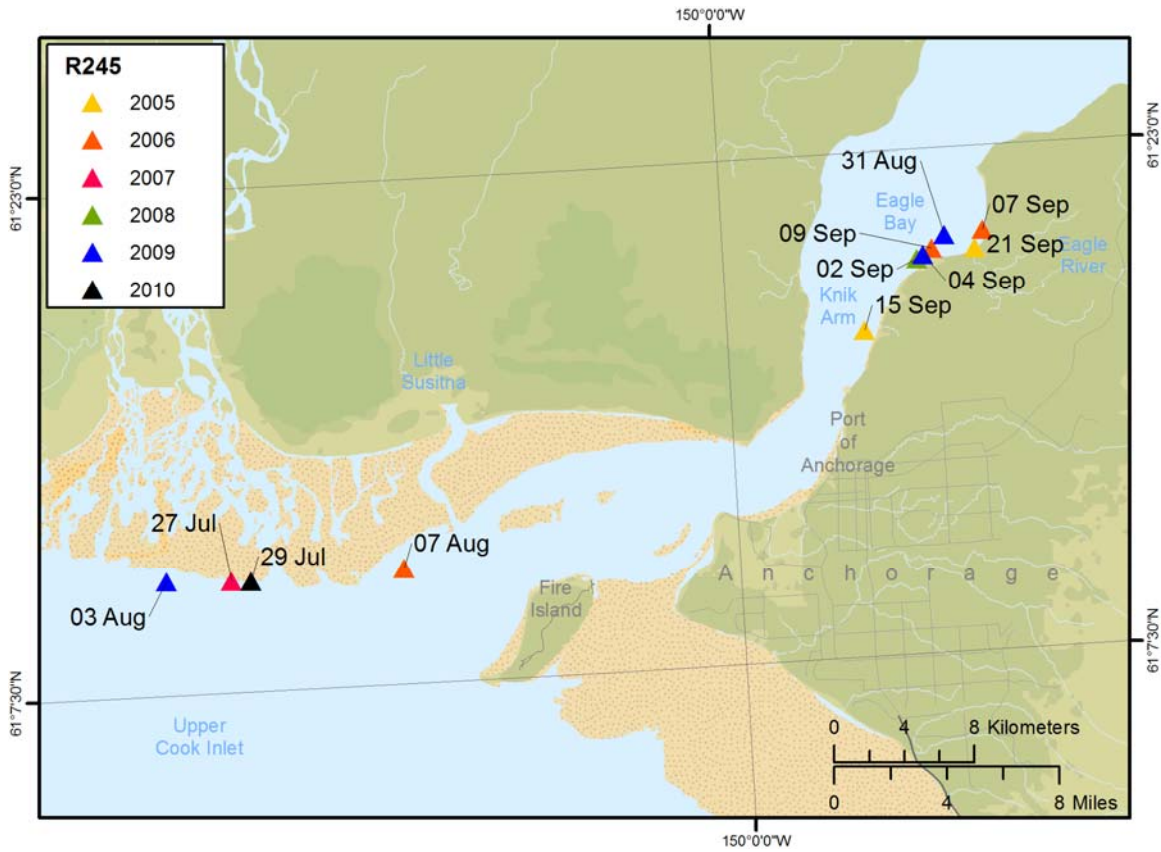 150°0'0"W
R245
2005
2006
2007
2008
2009
2010
61°23'0"N
61°23'0"N
31 Aug
Eagle
Bay
07 Sep
09 Sep
21 Sep
Eagle
River
02 Sep
04 Sep
Knik
Arm
15 Sep
Little
Susitna
Port
of
Anchorage
27 Jul
29 Jul
07 Aug
Anchorage
Fire
Island
03 Aug
61°7'30"N
61°7'30"N
Upper
Cook Inlet
0 4 8 Kilometers
0 4 8 Miles
150°0'0"W